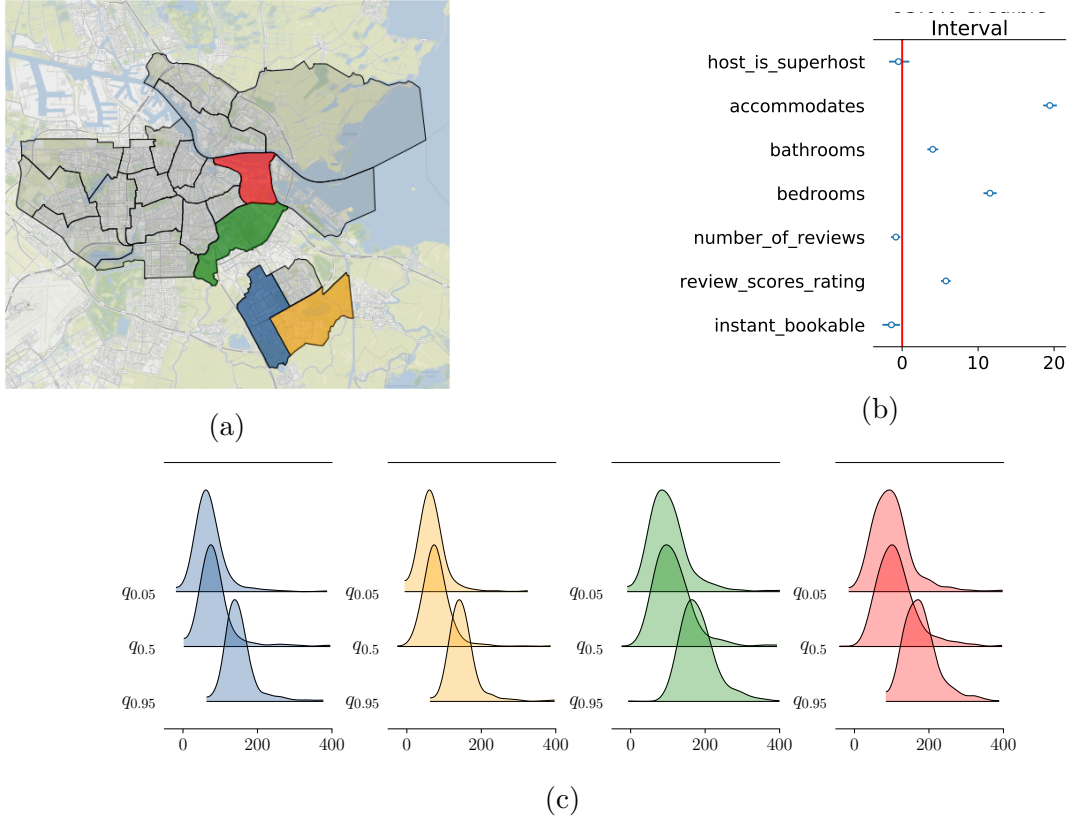 Interval
host_is_superhost
accommodates
bathrooms
bedrooms
number_of_reviews
review_scores_rating
instant_bookable
0 10 20
(a)
(b)
q0.05 q0.05 q0.05 q0.05
q0.5 q0.5 q0.5 q0.5
q0.95 q0.95 q0.95 q0.95
0 200 400 0 200 400 0 200 400 0 200 400
(c)